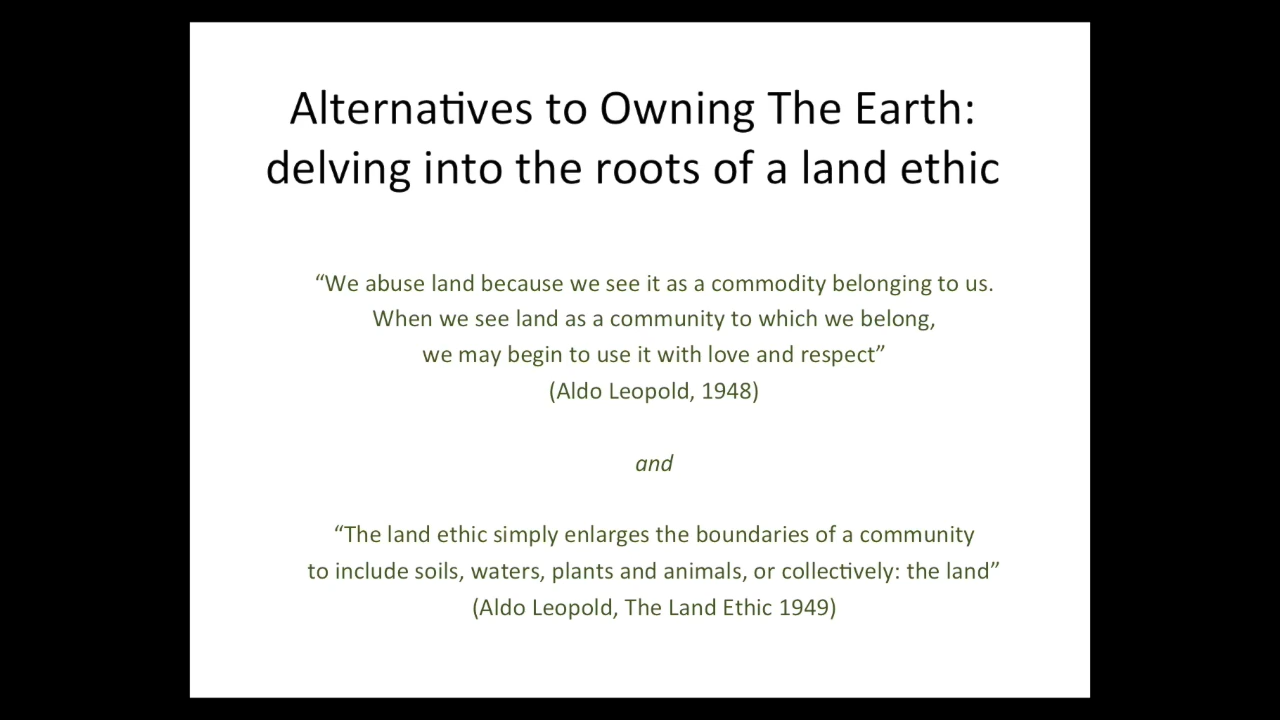 Alternatives to Owning The Earth:
delving into the roots of a land ethic
“We abuse land because we see it as a commodity belonging to us.
When we see land as a community to which we belong,
we may begin to use it with love and respect”
(Aldo Leopold, 1948)
and
“The land ethic simply enlarges the boundaries of a community
to include soils, waters, plants and animals, or collectively: the land”
(Aldo Leopold, The Land Ethic 1949)